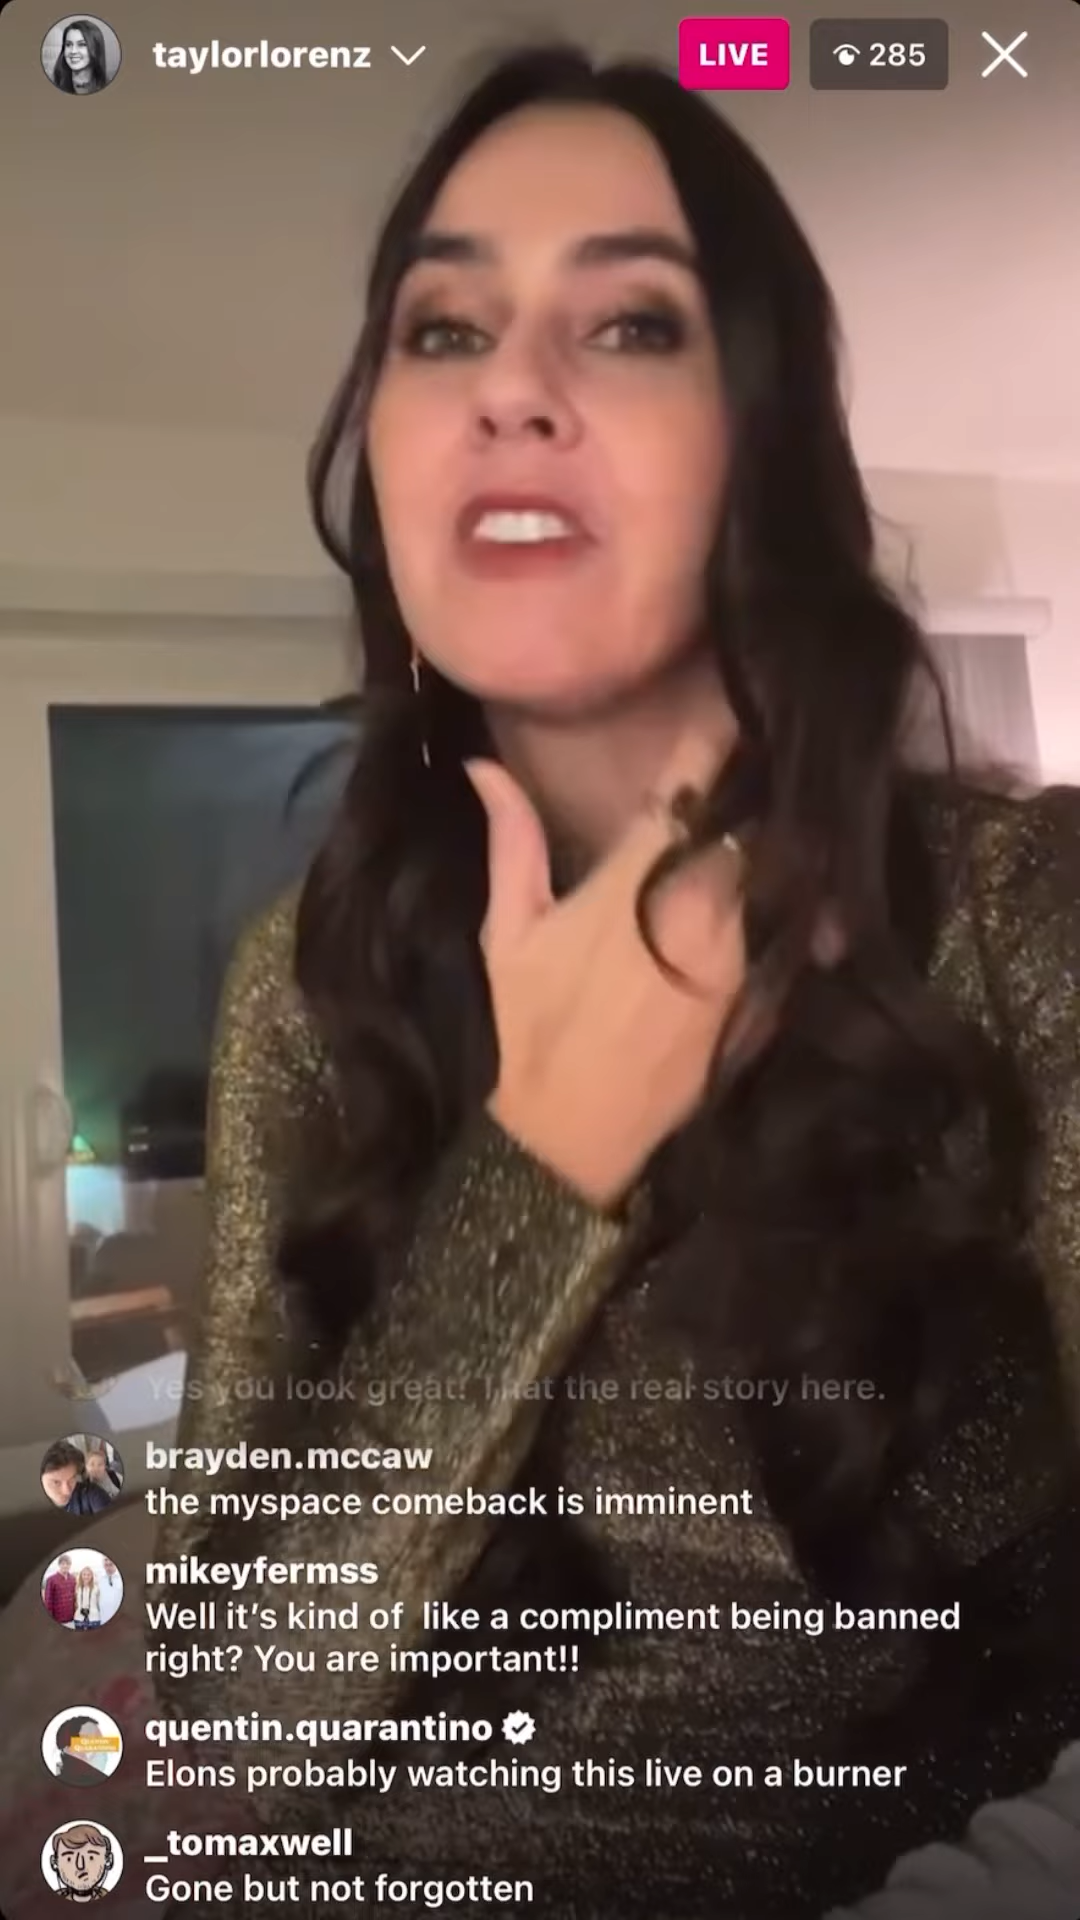 taylorlorenz
LIVE
285
Yes you look great! That the real story here.
brayden.mccaw
the myspace comeback is imminent
mikeyfermss
Well it's kind of like a compliment being banned
right? You are important!!
quentin.quarantino
Elons probably watching this live on a burner
_tomaxwell
Gone but not forgotten